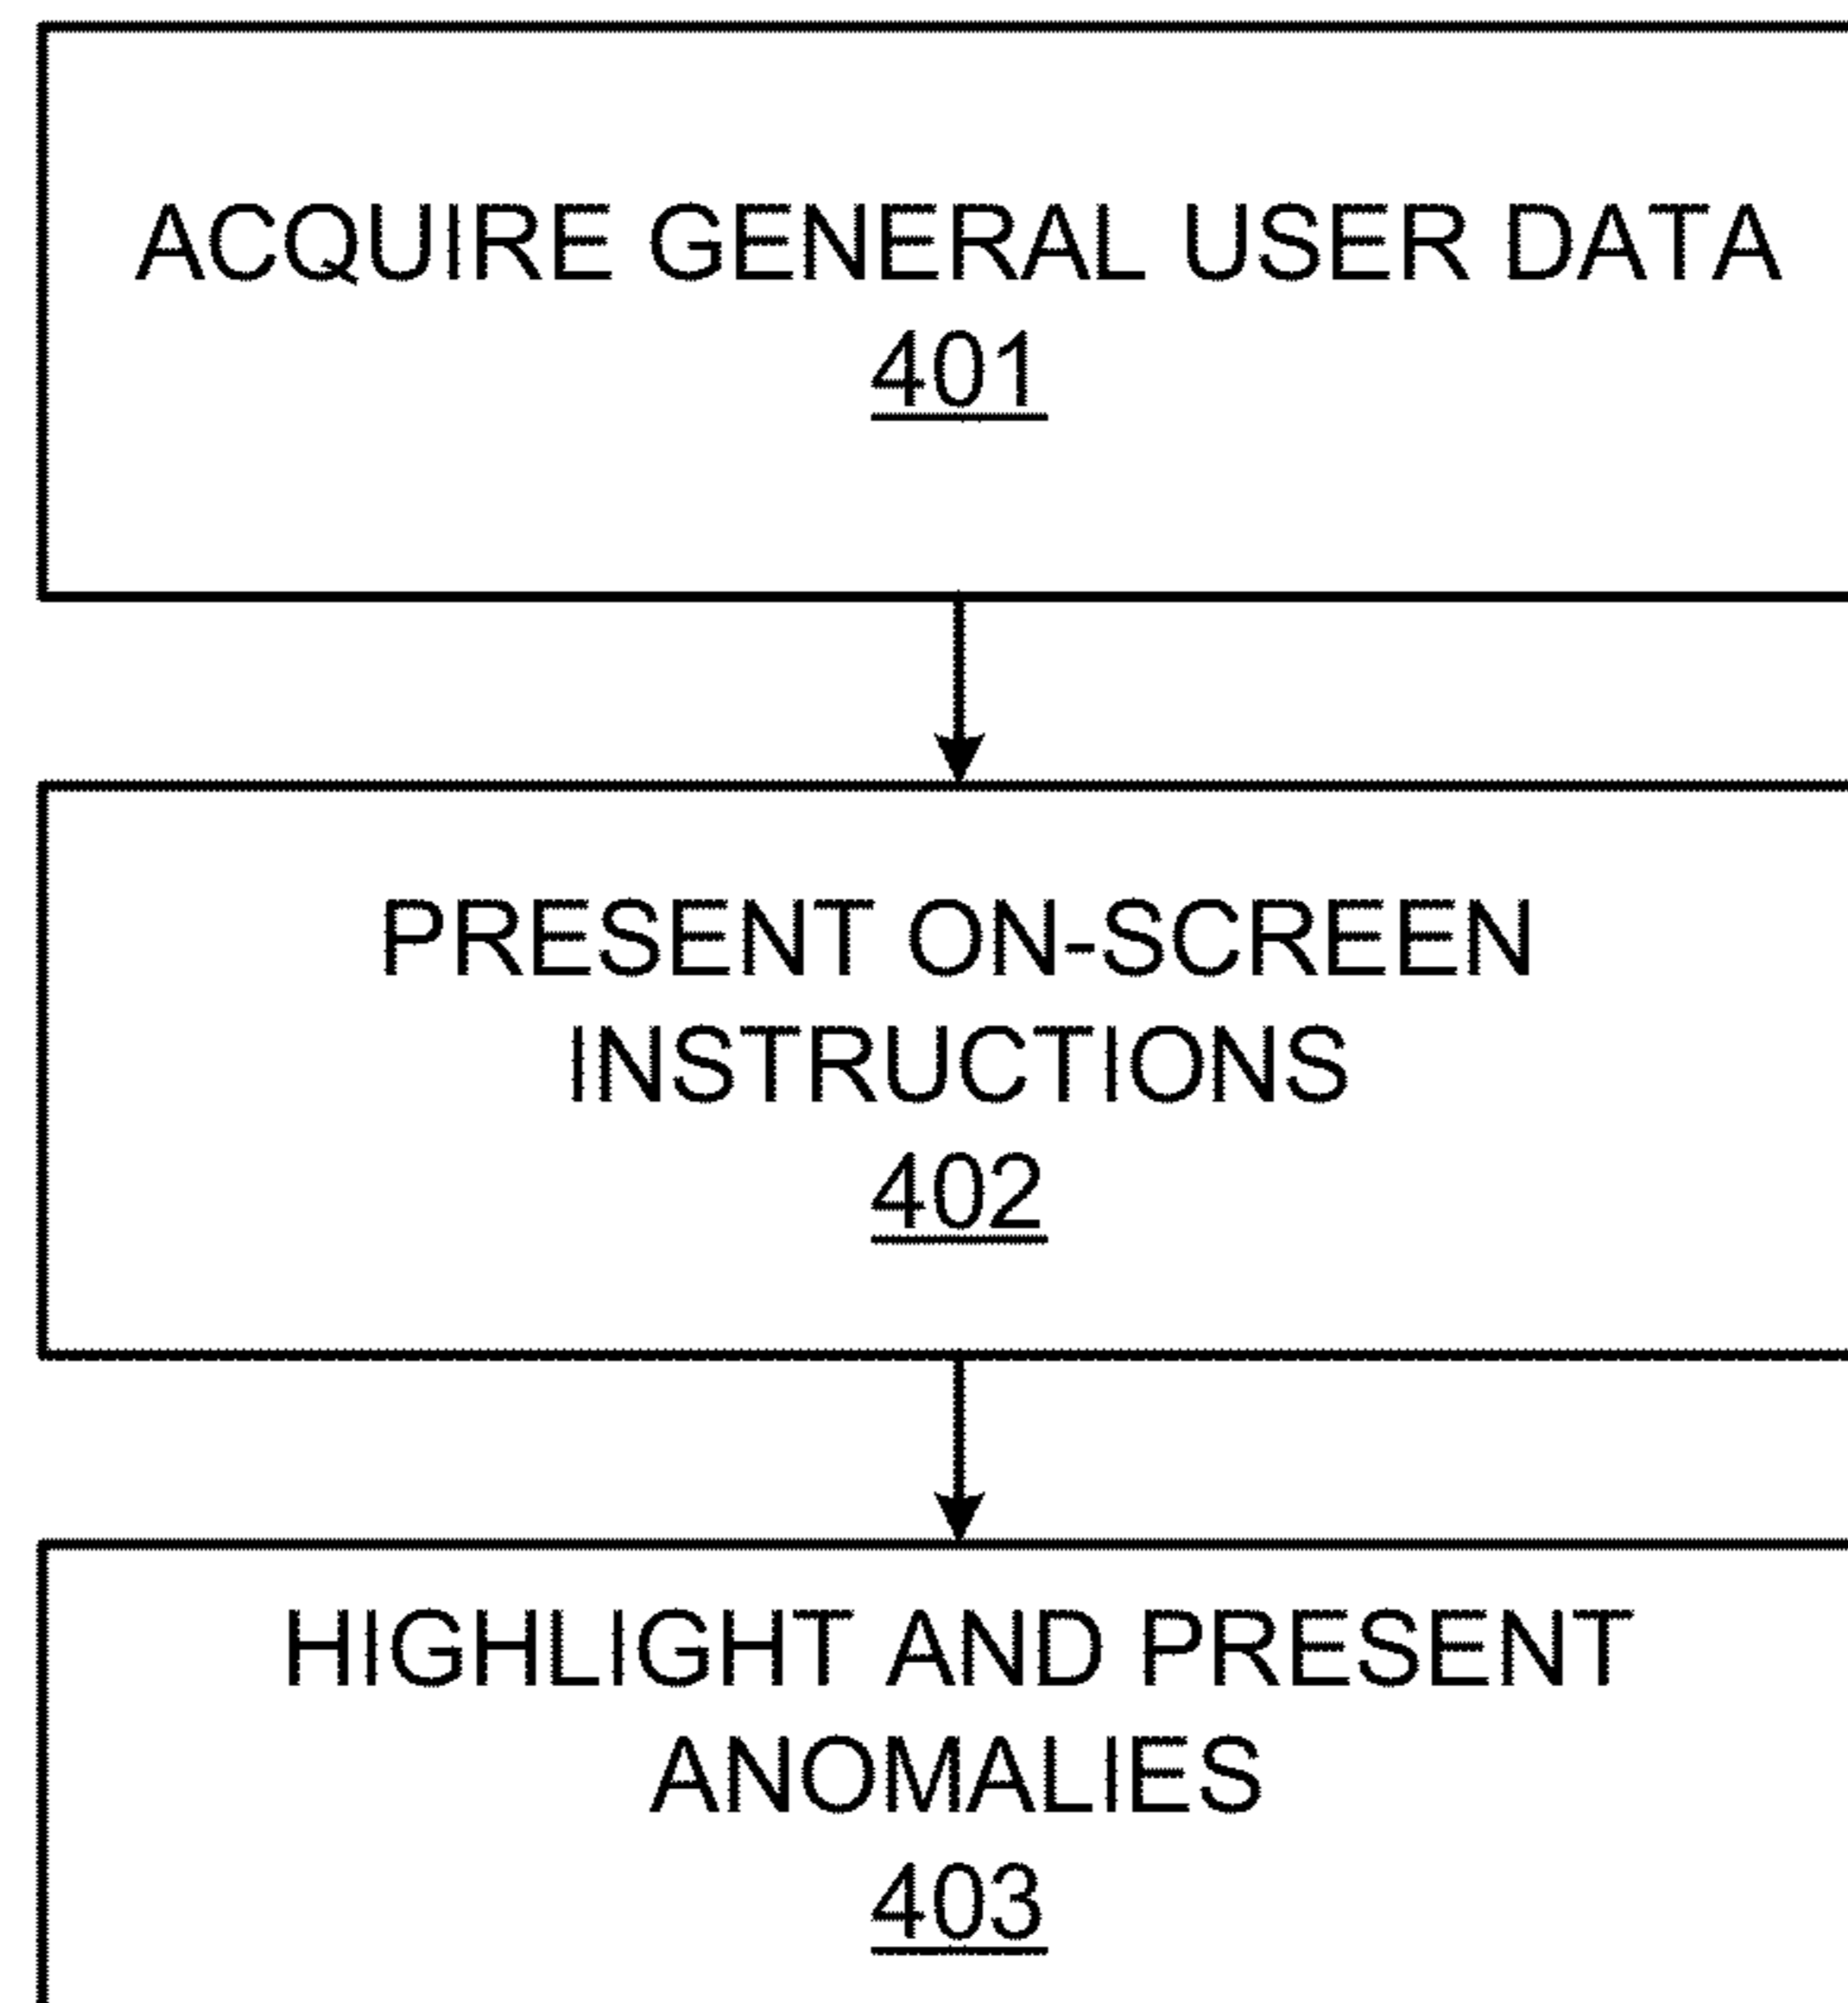 ACQUIRE GENERAL USER DATA
401
PRESENT ON-SCREEN
INSTRUCTIONS
402
HIGHLIGHT AND PRESENT
ANOMALIES
403